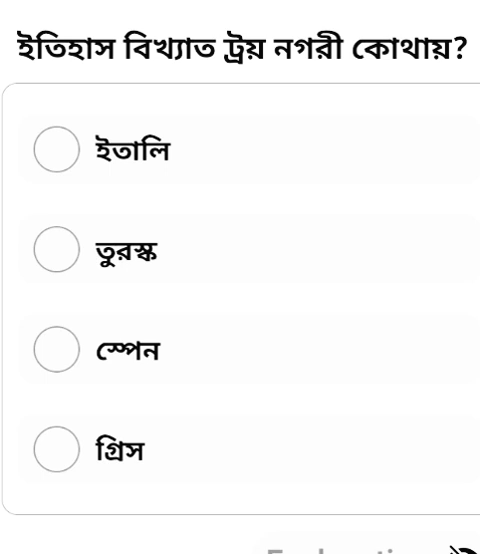 ইতিহাস বিখ্যাত ট্রয় নগরী কোথায়?
ইতালি
তুরস্ক
স্পেন
গ্রিস